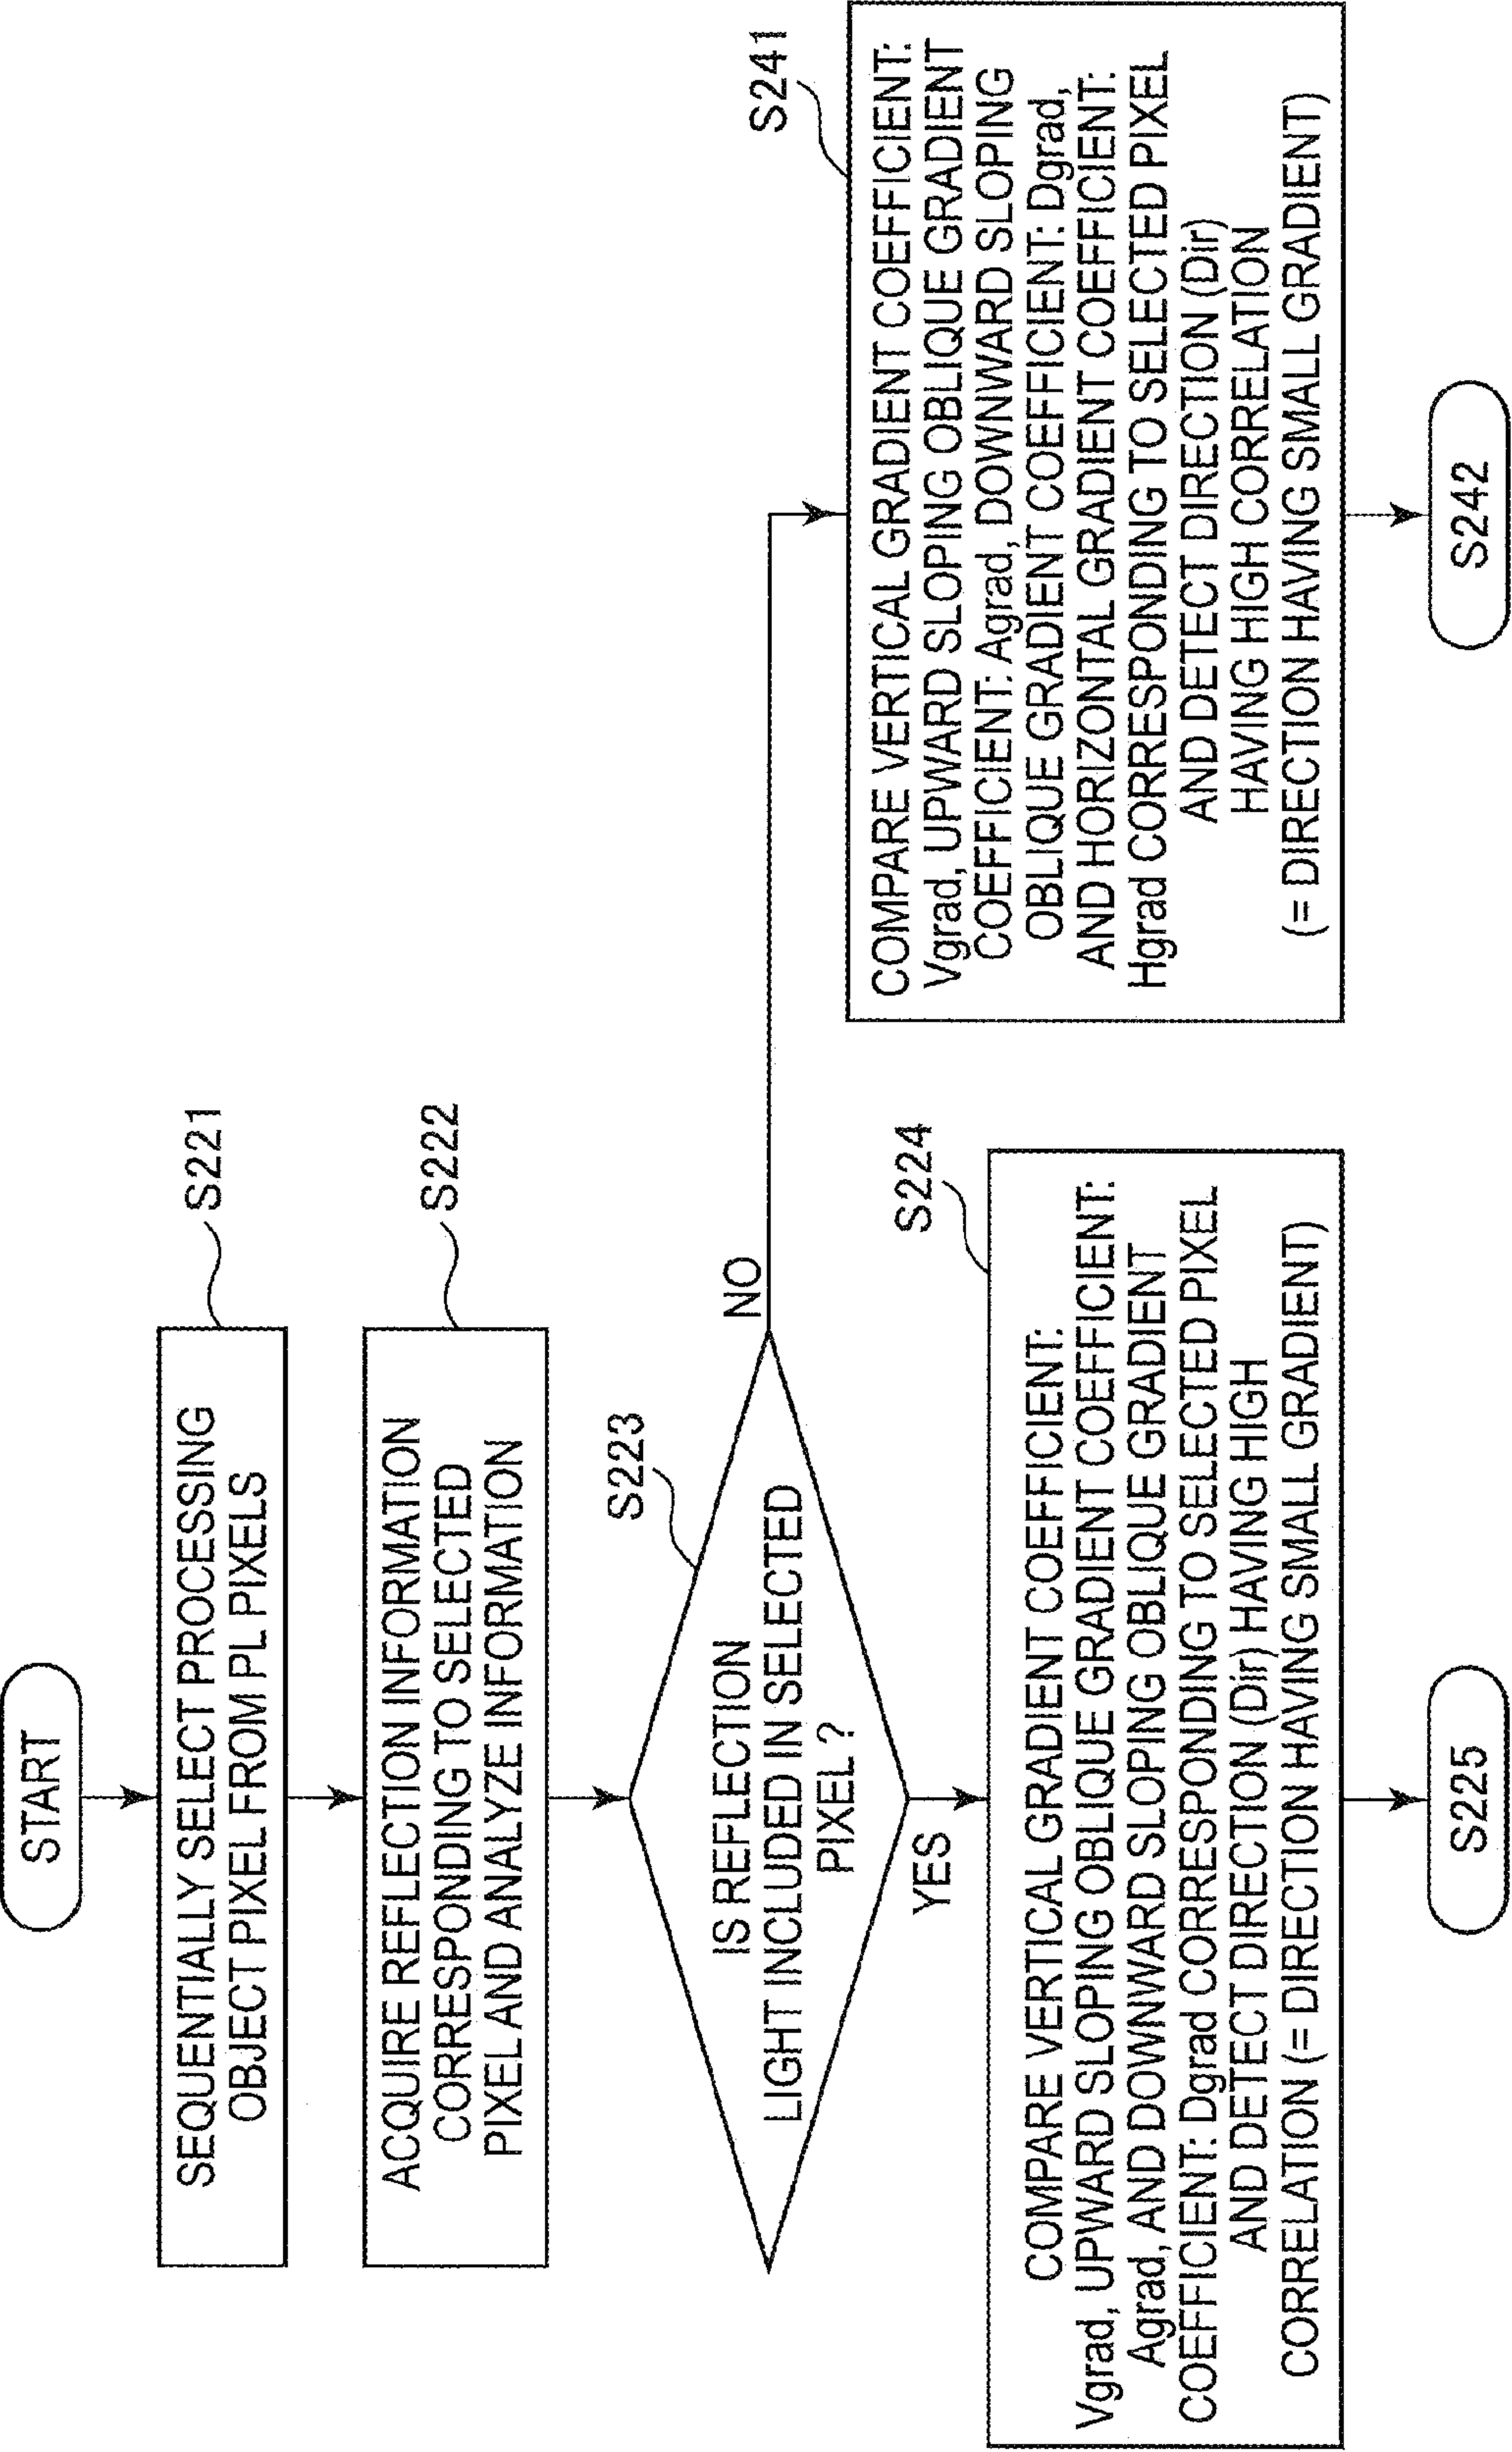 START
S221
SEQUENTIALLY SELECT PROCESSING
OBJECT PIXEL FROM PL PIXELS
S222
ACQUIRE REFLECTION INFORMATION
CORRESPONDING TO SELECTED
PIXEL AND ANALYZE INFORMATION
S223
IS REFLECTION
LIGHT INCLUDED IN SELECTED
PIXEL ?
NO
YES
S224
COMPARE VERTICAL GRADIENT COEFFICIENT:
Vgrad, UPWARD SLOPING OBLIQUE GRADIENT COEFFICIENT:
Agrad, AND DOWNWARD SLOPING OBLIQUE GRADIENT
COEFFICIENT: Dgrad CORRESPONDING TO SELECTED PIXEL
AND DETECT DIRECTION (Dir) HAVING HIGH
CORRELATION (= DIRECTION HAVING SMALL GRADIENT)
S225
S241
COMPARE VERTICAL GRADIENT COEFFICIENT:
Vgrad, UPWARD SLOPING OBLIQUE GRADIENT
COEFFICIENT: Agrad, DOWNWARD SLOPING
OBLIQUE GRADIENT COEFFICIENT: Dgrad,
AND HORIZONTAL GRADIENT COEFFICIENT:
Hgrad CORRESPONDING TO SELECTED PIXEL
AND DETECT DIRECTION (Dir)
HAVING HIGH CORRELATION
(= DIRECTION HAVING SMALL GRADIENT)
S242